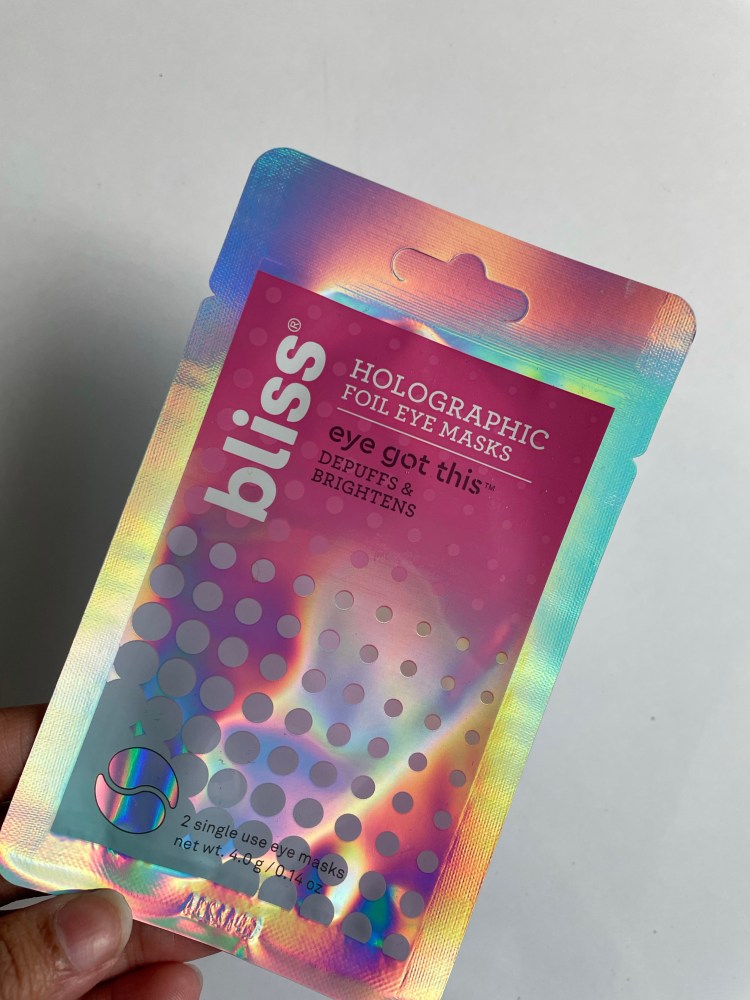 bliss®
HOLOGRAPHIC
FOIL EYE MASKS
eye got this™
DEPUFFS &
BRIGHTENS
2 single use eye masks
net wt. 4.0 g / 0.14 oz